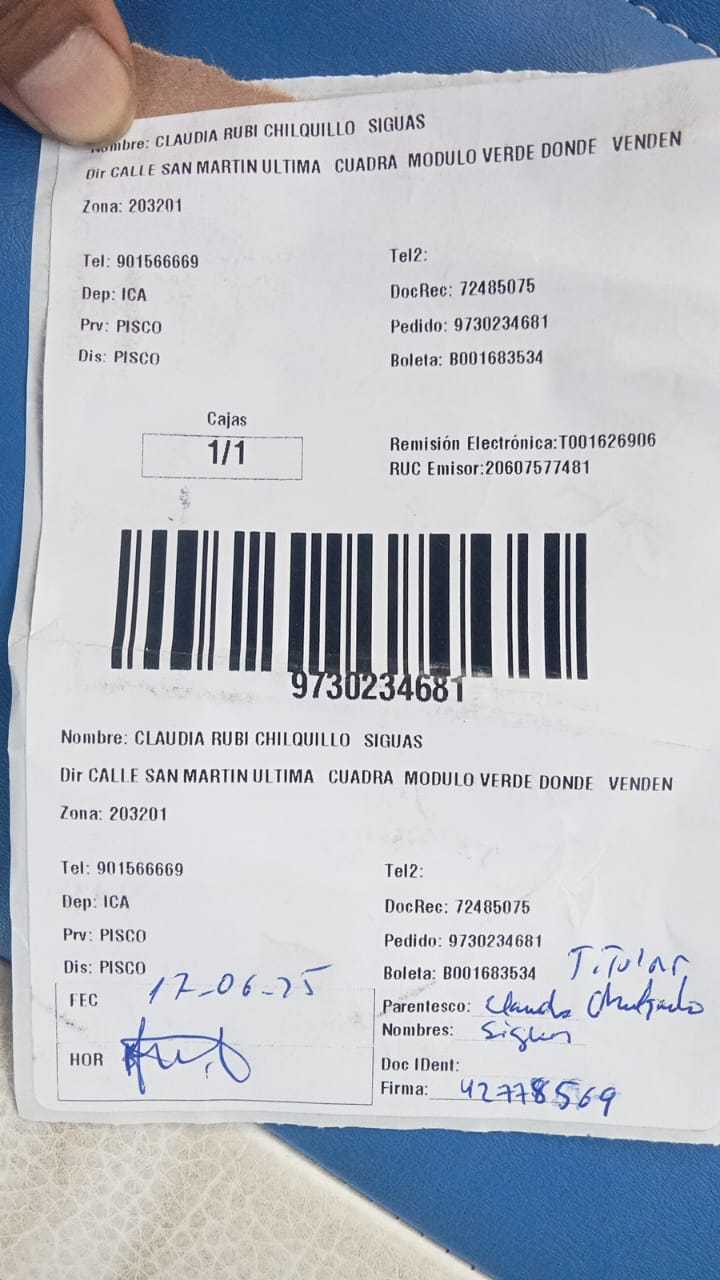 Nombre: CLAUDIA RUBI CHILQUILLO SIGUAS
Dir CALLE SAN MARTIN ULTIMA CUADRA MODULO VERDE DONDE VENDEN
Zona: 203201
Tel: 901566669 Tel2:
Dep: ICA DocRec: 72485075
Prv: PISCO Pedido: 9730234681
Dis: PISCO Boleta: B001683534
Cajas
1/1
Remisión Electrónica:T001626906
RUC Emisor:20607577481
9730234681
Nombre: CLAUDIA RUBI CHILQUILLO SIGUAS
Dir CALLE SAN MARTIN ULTIMA CUADRA MODULO VERDE DONDE VENDEN
Zona: 203201
Tel: 901566669 Tel2:
Dep: ICA DocRec: 72485075
Prv: PISCO Pedido: 9730234681
Dis: PISCO Boleta: B001683534 Titular
FEC 17-06-25
Parentesco: Claudia
Nombres: Siguas
HOR
Doc IDent:
Firma: 42778569